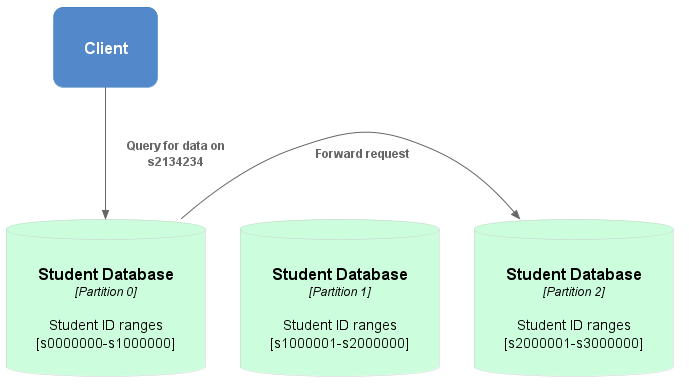 Client
Query for data on
s2134234
Forward request
Student Database
[Partition 0]
Student ID ranges
[s0000000-s1000000]
Student Database
[Partition 1]
Student ID ranges
[s1000001-s2000000]
Student Database
[Partition 2]
Student ID ranges
[s2000001-s3000000]